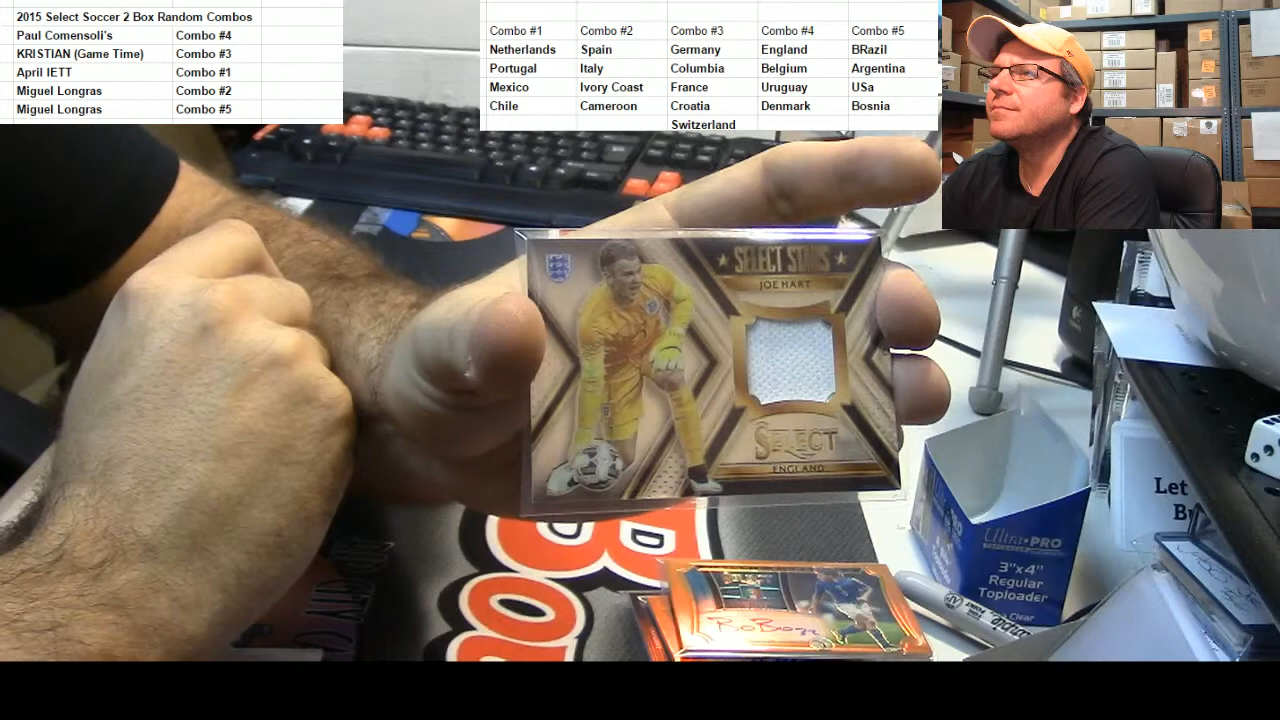 2015 Select Soccer 2 Box Random Combos
Paul Comensoli's Combo #4
KRISTIAN (Game Time) Combo #3
April IETT Combo #1
Miguel Longras Combo #2
Miguel Longras Combo #5
Combo #1 Combo #2 Combo #3 Combo #4 Combo #5
Netherlands Spain Germany England BRazil
Portugal Italy Columbia Belgium Argentina
Mexico Ivory Coast France Uruguay USa
Chile Cameroon Croatia Denmark Bosnia
Switzerland
SELECT STARS
JOE HART
SELECT
ENGLAND
Ultra•PRO
TOPLOADER
3"x4"
Regular
Toploader
Clear
Let
B